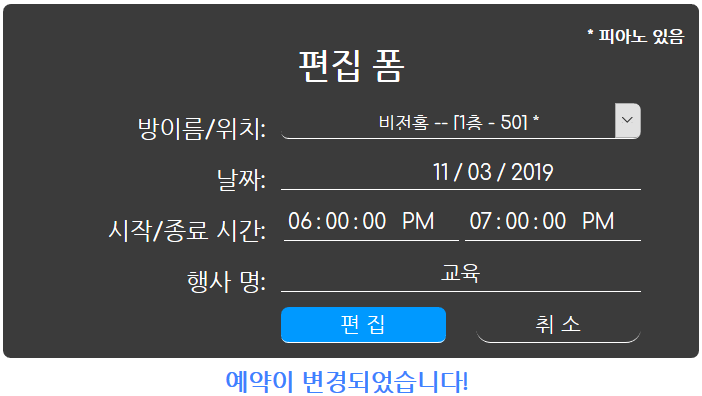 * 피아노 있음
편집 폼
방이름/위치: 비전홀 -- [1층 - 50] *
날짜: 11 / 03 / 2019
시작/종료 시간: 06 : 00 : 00 PM 07 : 00 : 00 PM
행사 명: 교육
편 집 취 소
예약이 변경되었습니다!